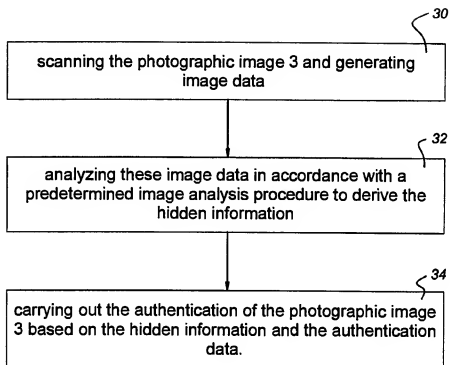 30
scanning the photographic image 3 and generating
image data
32
analyzing these image data in accordance with a
predetermined image analysis procedure to derive the
hidden information
34
carrying out the authentication of the photographic image
3 based on the hidden information and the authentication
data.